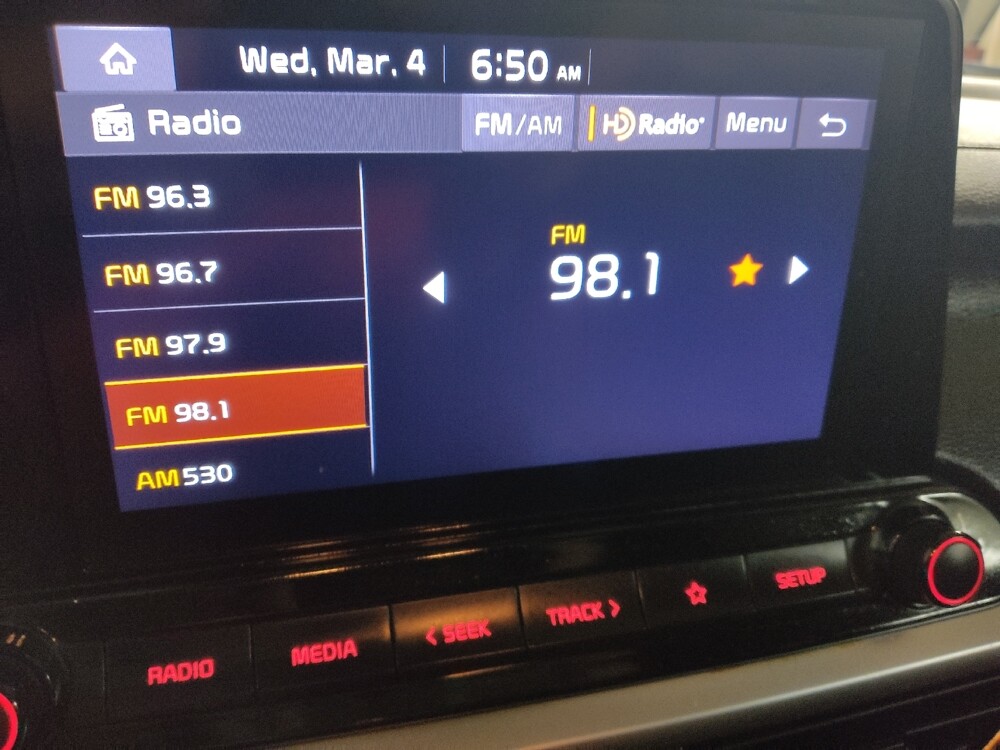 Wed, Mar. 4 6:50 AM
Radio FM/AM HD Radio Menu
FM 96.3
FM 96.7
FM 97.9
FM 98.1
AM 530
FM
98.1
RADIO MEDIA < SEEK TRACK > SETUP